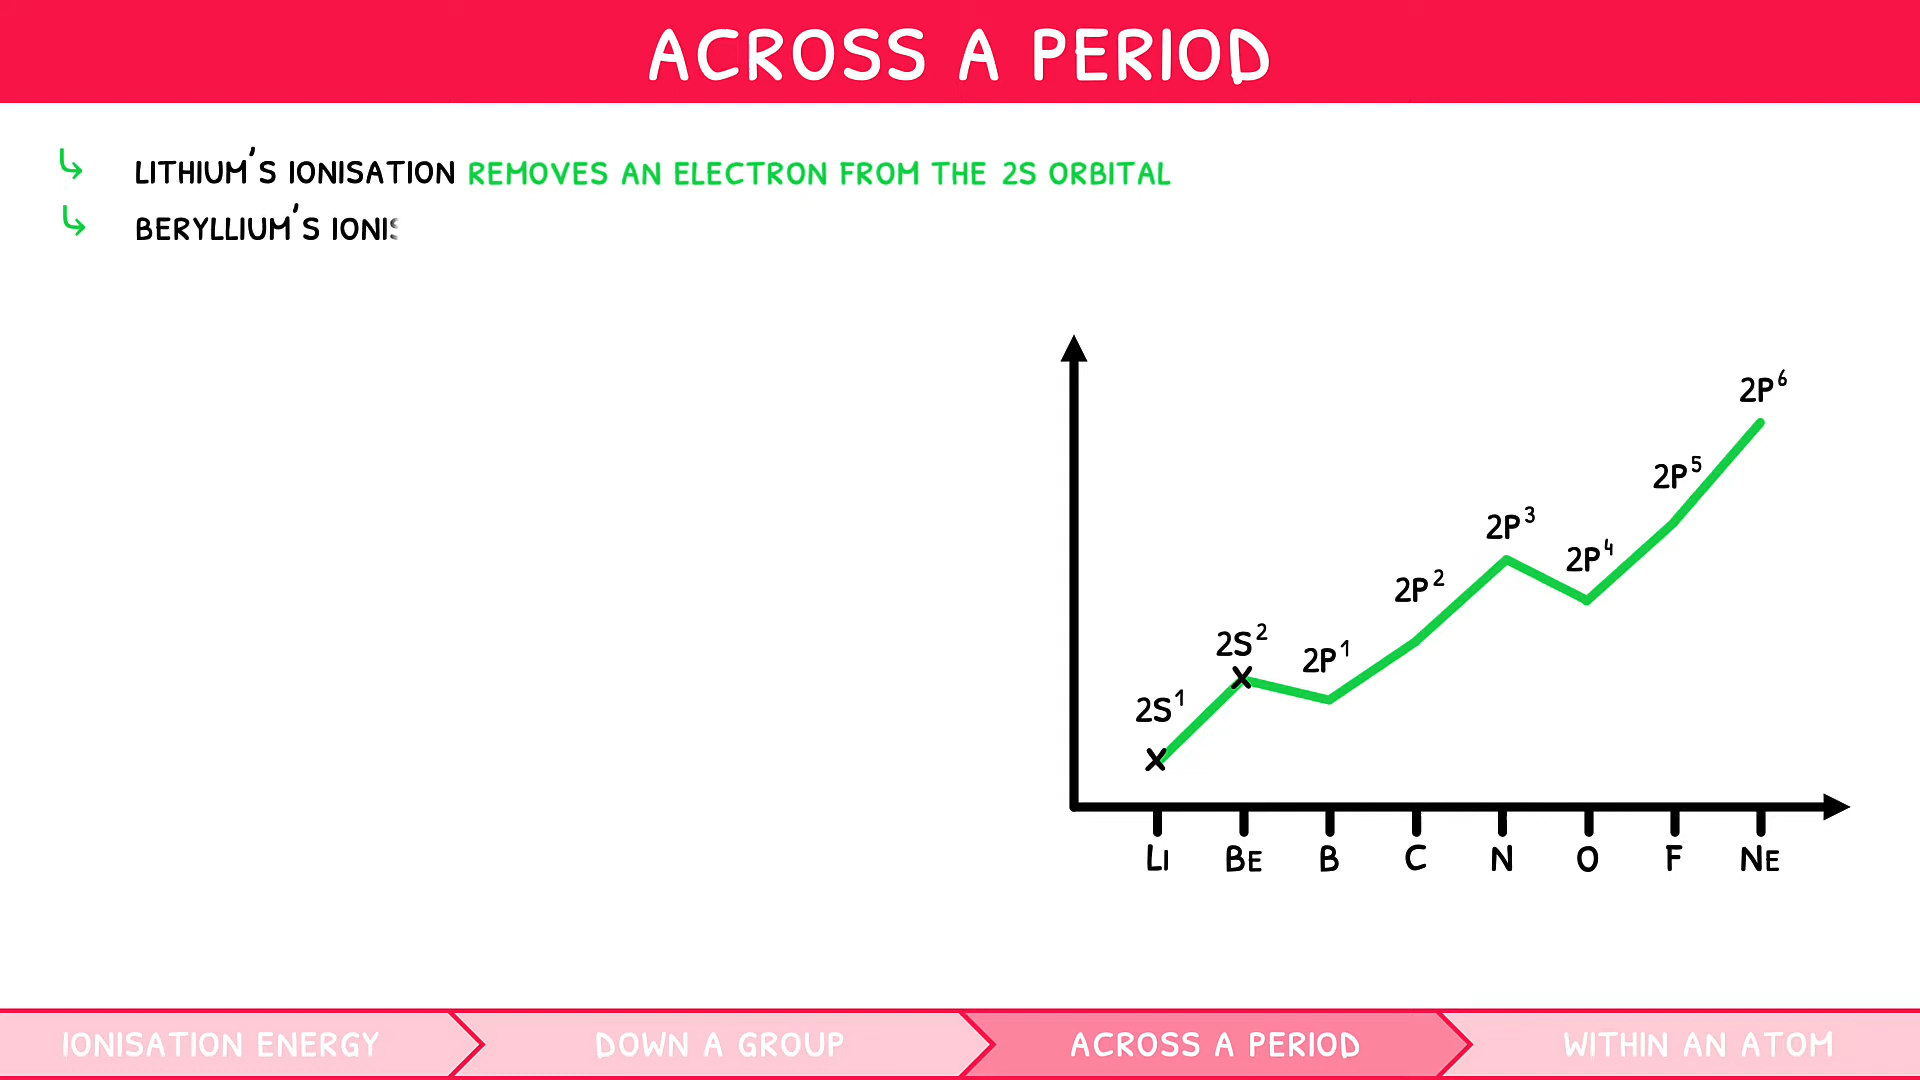 ACROSS A PERIOD
LITHIUM'S IONISATION REMOVES AN ELECTRON FROM THE 2S ORBITAL
BERYLLIUM'S IONIS
2P⁶
2P⁵
2P³
2P⁴
2P²
2S²
2P¹
2S¹
LI BE B C N O F NE
IONISATION ENERGY DOWN A GROUP ACROSS A PERIOD WITHIN AN ATOM